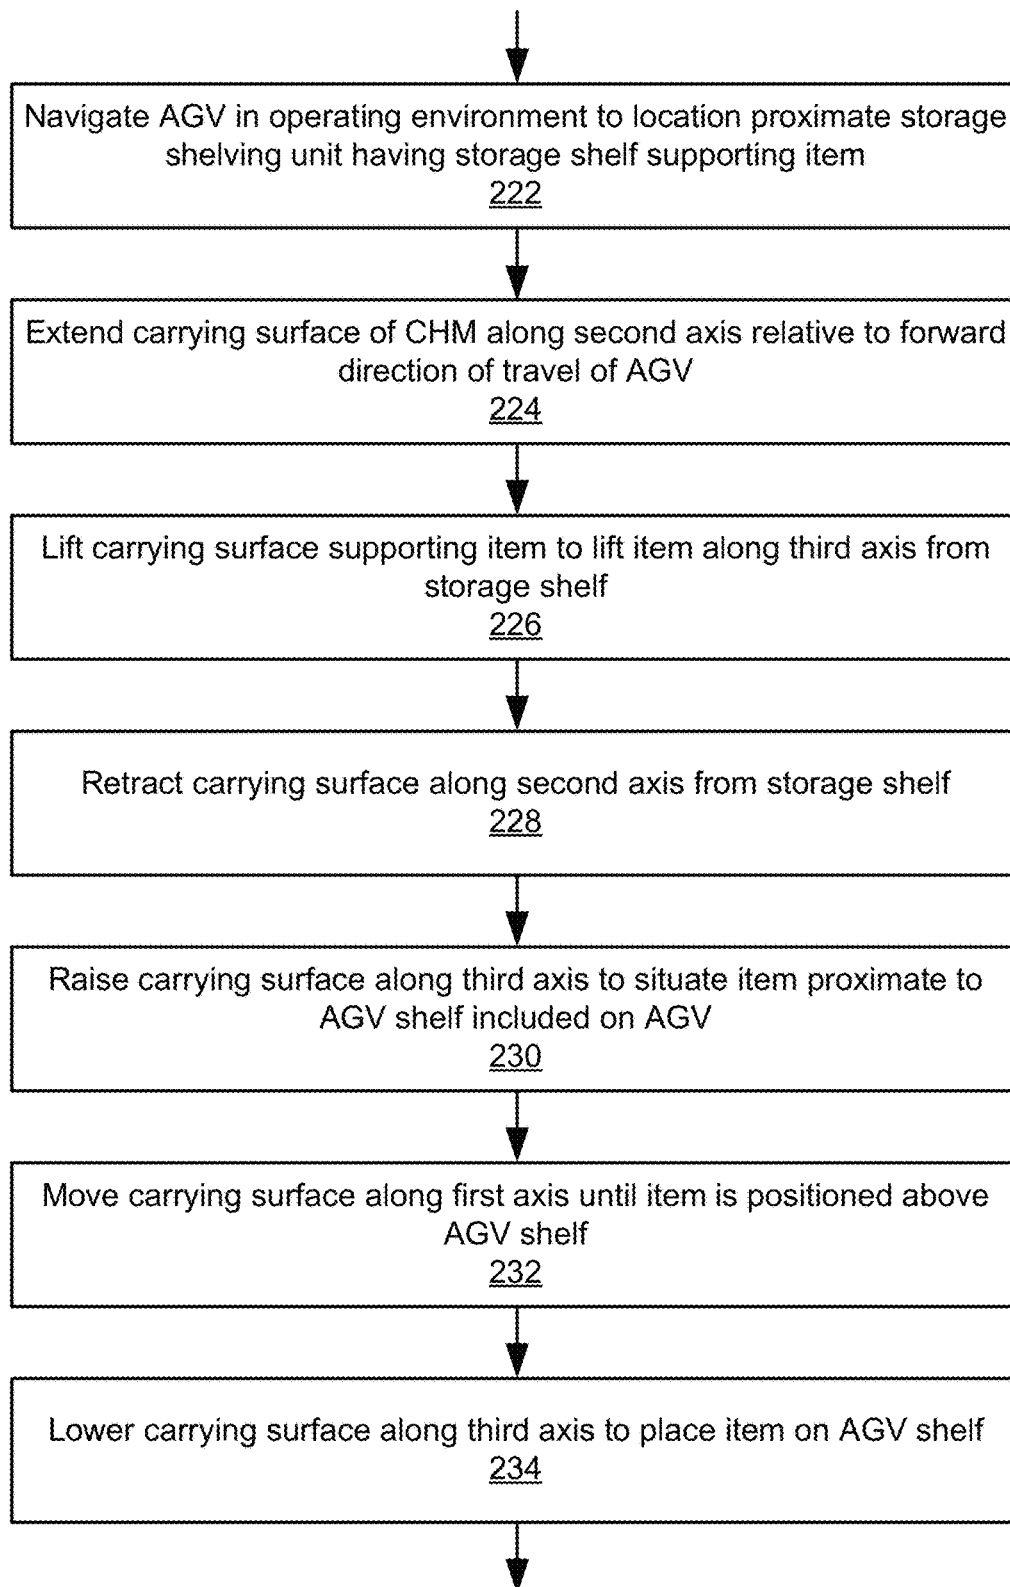 Navigate AGV in operating environment to location proximate storage
shelving unit having storage shelf supporting item
222
Extend carrying surface of CHM along second axis relative to forward
direction of travel of AGV
224
Lift carrying surface supporting item to lift item along third axis from
storage shelf
226
Retract carrying surface along second axis from storage shelf
228
Raise carrying surface along third axis to situate item proximate to
AGV shelf included on AGV
230
Move carrying surface along first axis until item is positioned above
AGV shelf
232
Lower carrying surface along third axis to place item on AGV shelf
234